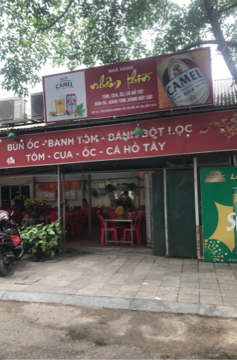 NHÀ HÀNG
CAMEL
CAMEL
TÔM, CUA, ỐC, CÁ HỒ TÂY
BÚN ỐC, BÁNH TÔM, BÁNH BỘT LỌC
BÚN ỐC - BANH TÔM - BÁNH BỘT LỌC
TÔM - CUA - ỐC - CÁ HỒ TÂY